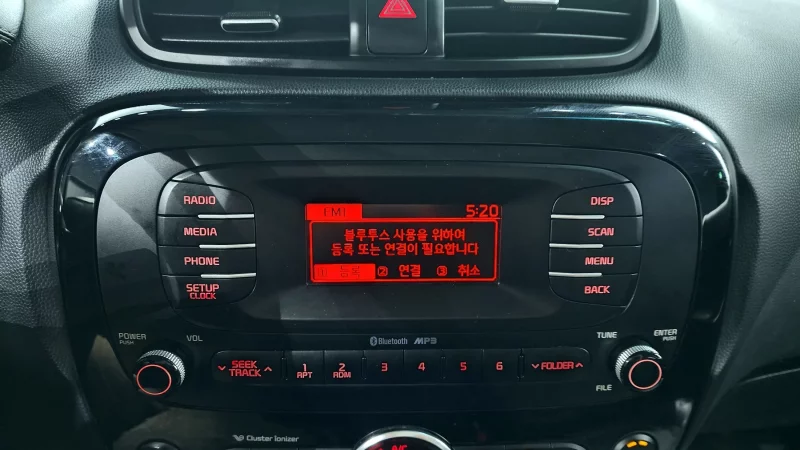 RADIO
MEDIA
PHONE
SETUP
CLOCK
FM1 5:20
블루투스 사용을 위하여
등록 또는 연결이 필요합니다
1 등록 2 연결 3 취소
DISP
SCAN
MENU
BACK
POWER
PUSH
VOL
Bluetooth MP3
TUNE
ENTER
PUSH
SEEK
TRACK
1
RPT
2
RDM
3
4
5
6
FOLDER
FILE
Cluster Ionizer
A/C